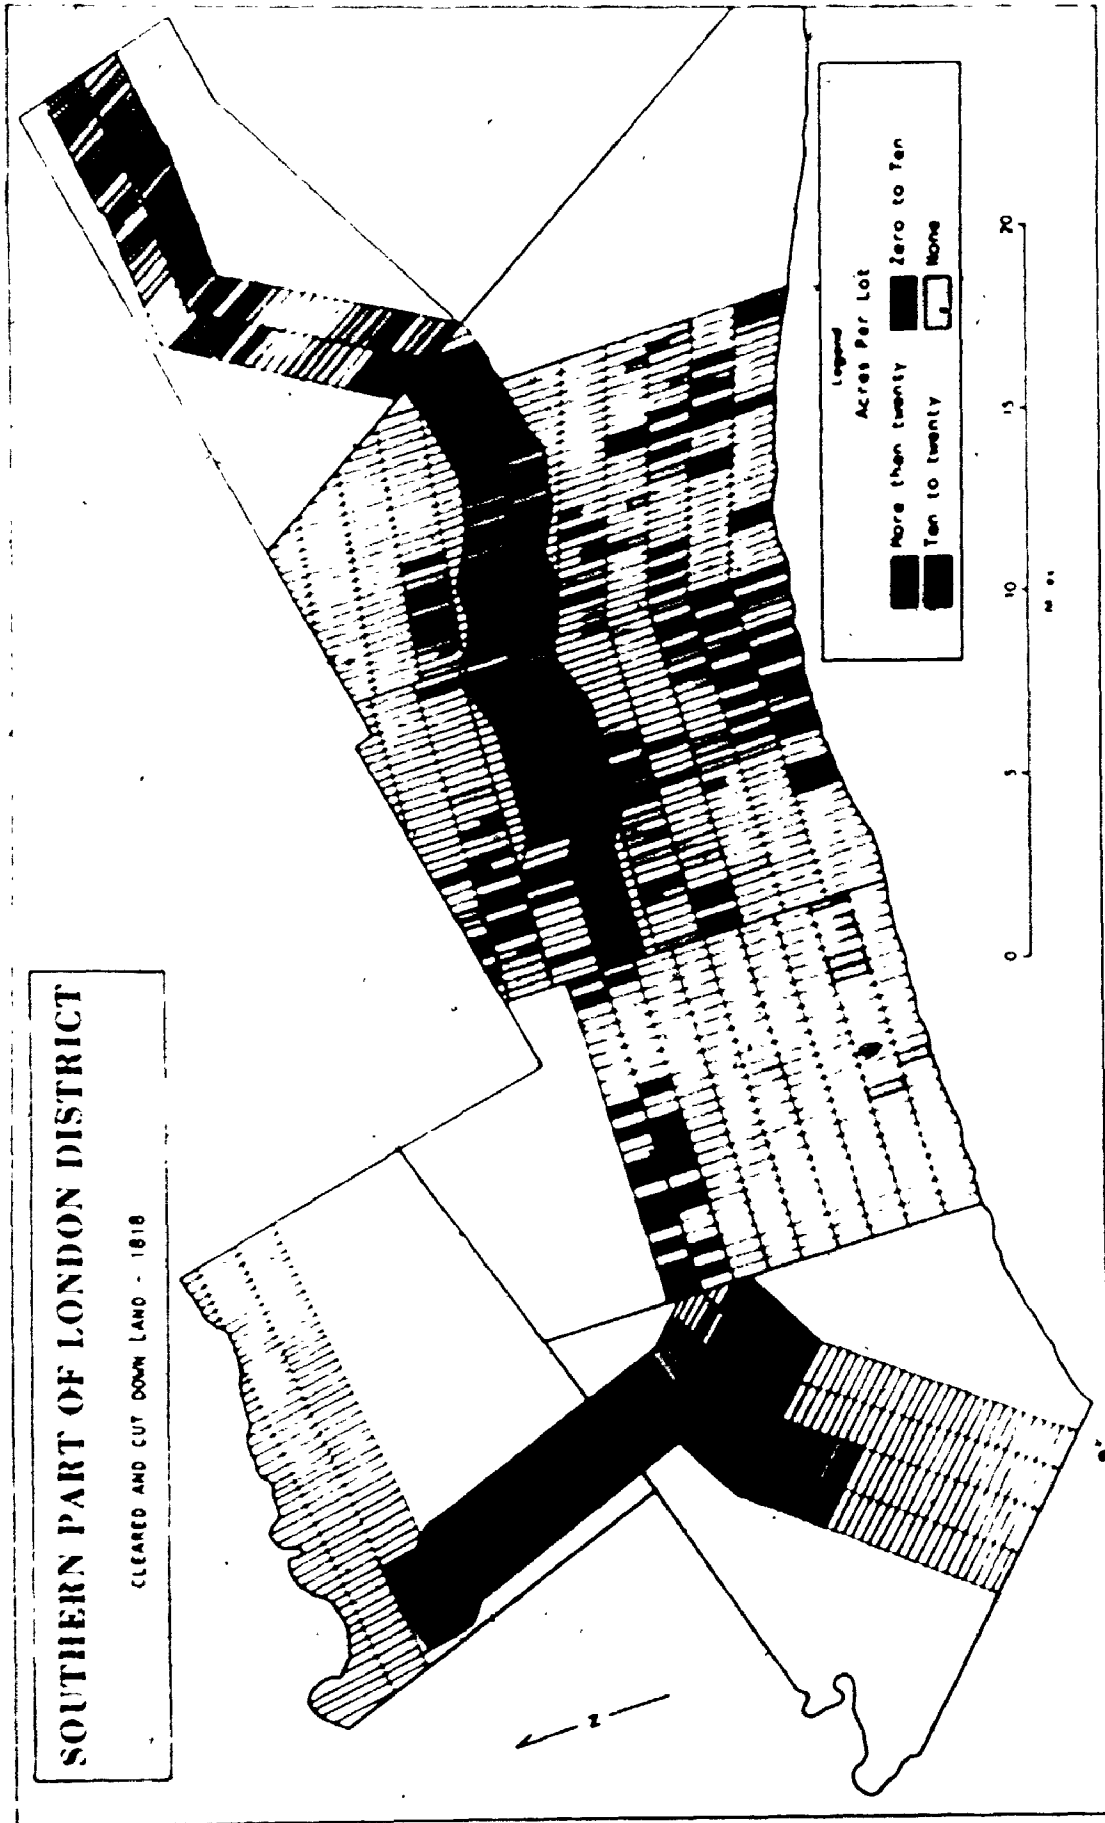 SOUTHERN PART OF LONDON DISTRICT
CLEARED AND CUT DOWN LAND - 1818
N
Legend
Acres Per Lot
More than twenty
Zero to Ten
Ten to twenty
None
0 5 10 15 20